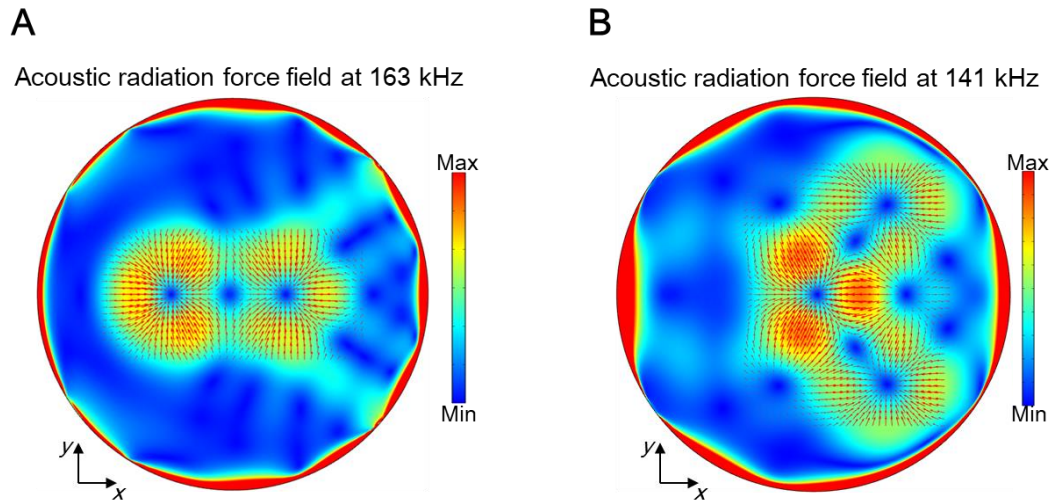 A
Acoustic radiation force field at 163 kHz
Max
Min
y
x
B
Acoustic radiation force field at 141 kHz
Max
Min
y
x